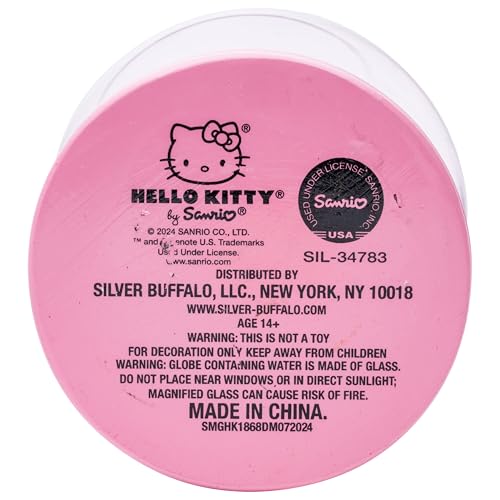 HELLO KITTY®
by Sanrio®
© 2024 SANRIO CO., LTD.
™ and ® denote U.S. Trademarks
Used Under License.
www.sanrio.com
USED UNDER LICENSE, SANRIO, INC.
Sanrio
USA
SIL-34783
DISTRIBUTED BY
SILVER BUFFALO, LLC., NEW YORK, NY 10018
WWW.SILVER-BUFFALO.COM
AGE 14+
WARNING: THIS IS NOT A TOY
FOR DECORATION ONLY KEEP AWAY FROM CHILDREN
WARNING: GLOBE CONTAINING WATER IS MADE OF GLASS.
DO NOT PLACE NEAR WINDOWS OR IN DIRECT SUNLIGHT;
MAGNIFIED GLASS CAN CAUSE RISK OF FIRE.
MADE IN CHINA.
SMGHK1868DM072024